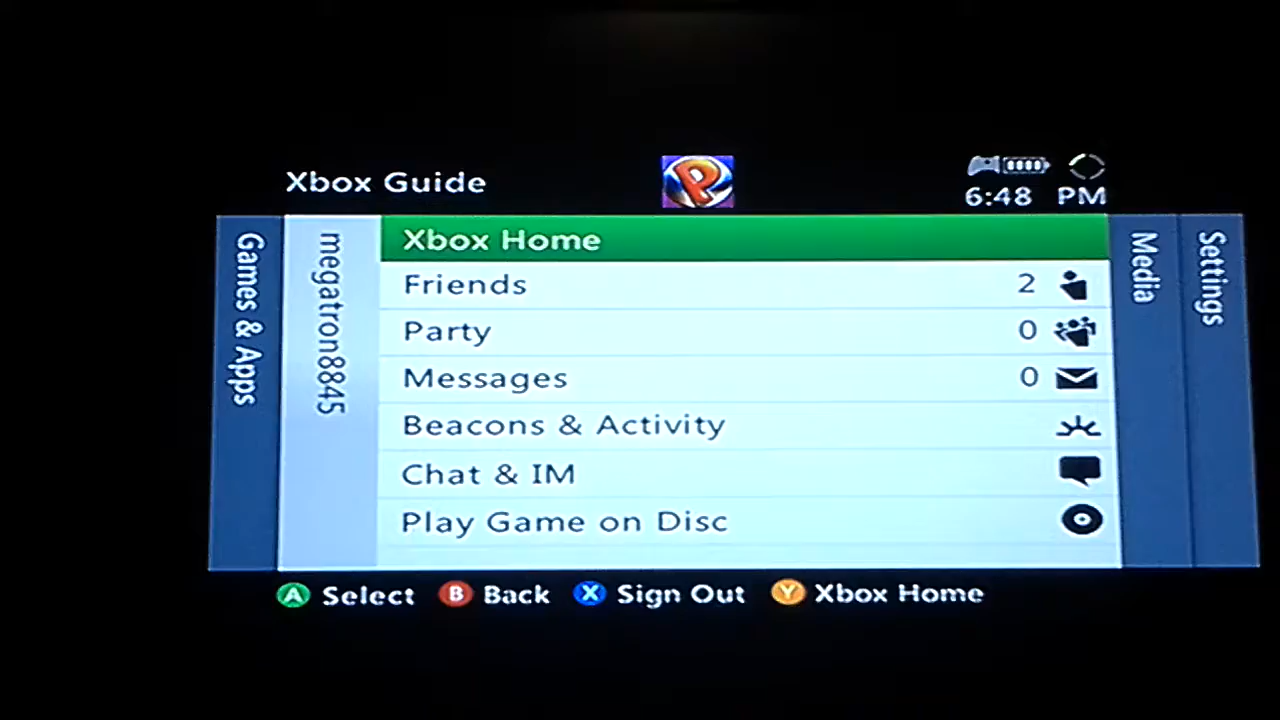 Xbox Guide
P
6:48 PM
Games & Apps
megatron8845
Xbox Home
Friends 2
Party 0
Messages 0
Beacons & Activity
Chat & IM
Play Game on Disc
Media
Settings
A Select B Back X Sign Out Y Xbox Home